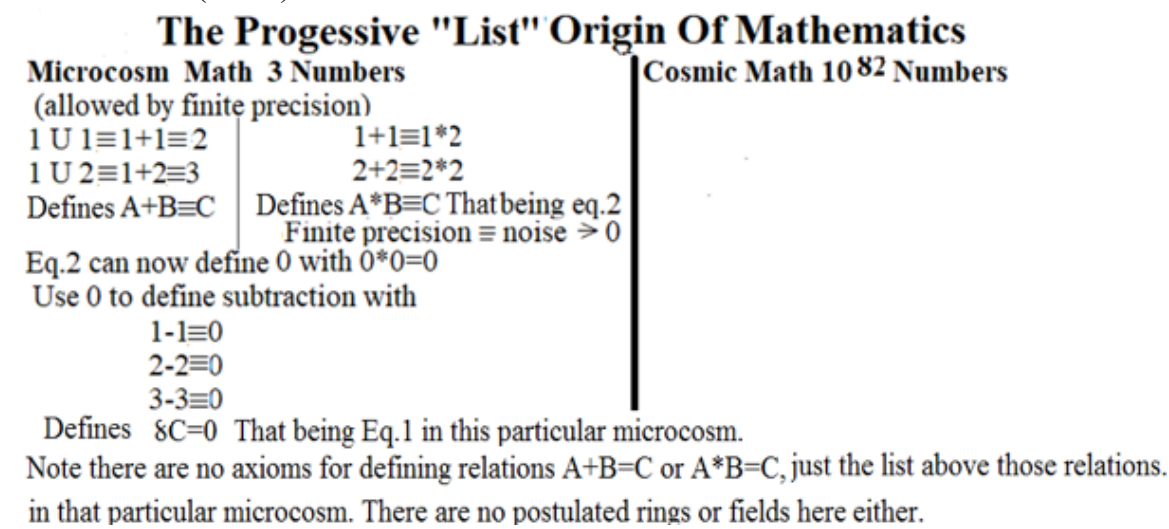 The Progessive "List" Origin Of Mathematics
Microcosm Math 3 Numbers
Cosmic Math 10^82 Numbers
(allowed by finite precision)
1 U 1≡1+1≡2
1+1≡1*2
1 U 2≡1+2≡3
2+2≡2*2
Defines A+B≡C
Defines A*B≡C That being eq.2
Finite precision ≡ noise > 0
Eq.2 can now define 0 with 0*0=0
Use 0 to define subtraction with
1-1≡0
2-2≡0
3-3≡0
Defines δC=0 That being Eq.1 in this particular microcosm.
Note there are no axioms for defining relations A+B=C or A*B=C, just the list above those relations.
in that particular microcosm. There are no postulated rings or fields here either.